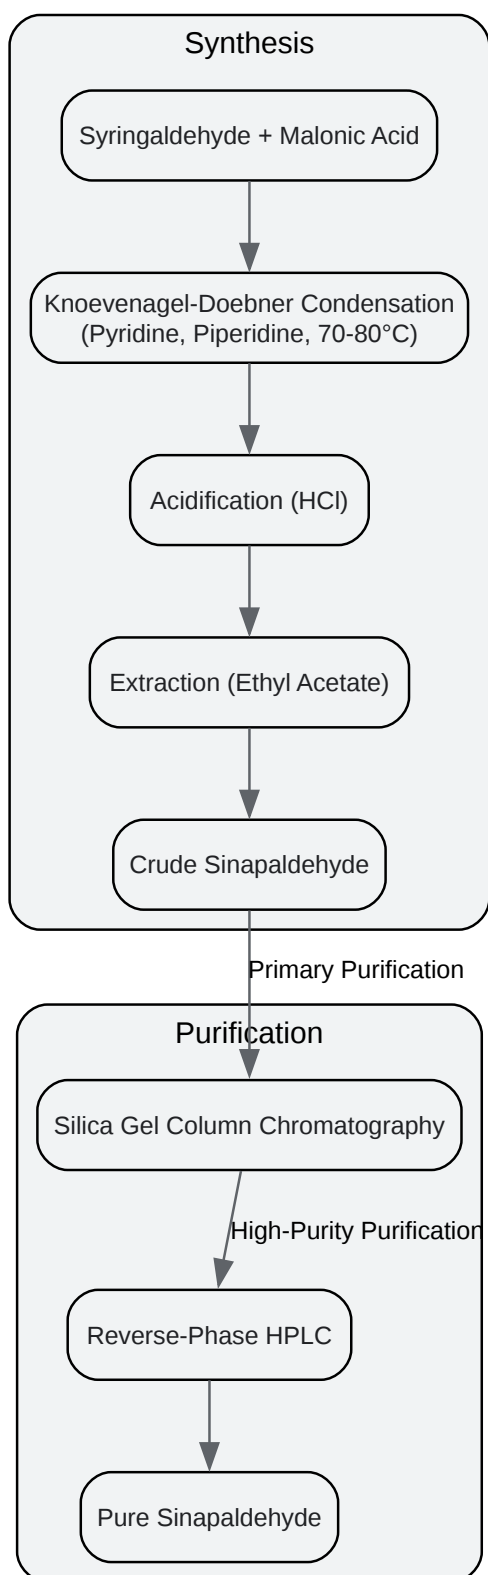 Synthesis
Syringaldehyde + Malonic Acid
Knoevenagel-Doebner Condensation
(Pyridine, Piperidine, 70-80°C)
Acidification (HCl)
Extraction (Ethyl Acetate)
Crude Sinapaldehyde
Primary Purification
Purification
Silica Gel Column Chromatography
High-Purity Purification
Reverse-Phase HPLC
Pure Sinapaldehyde